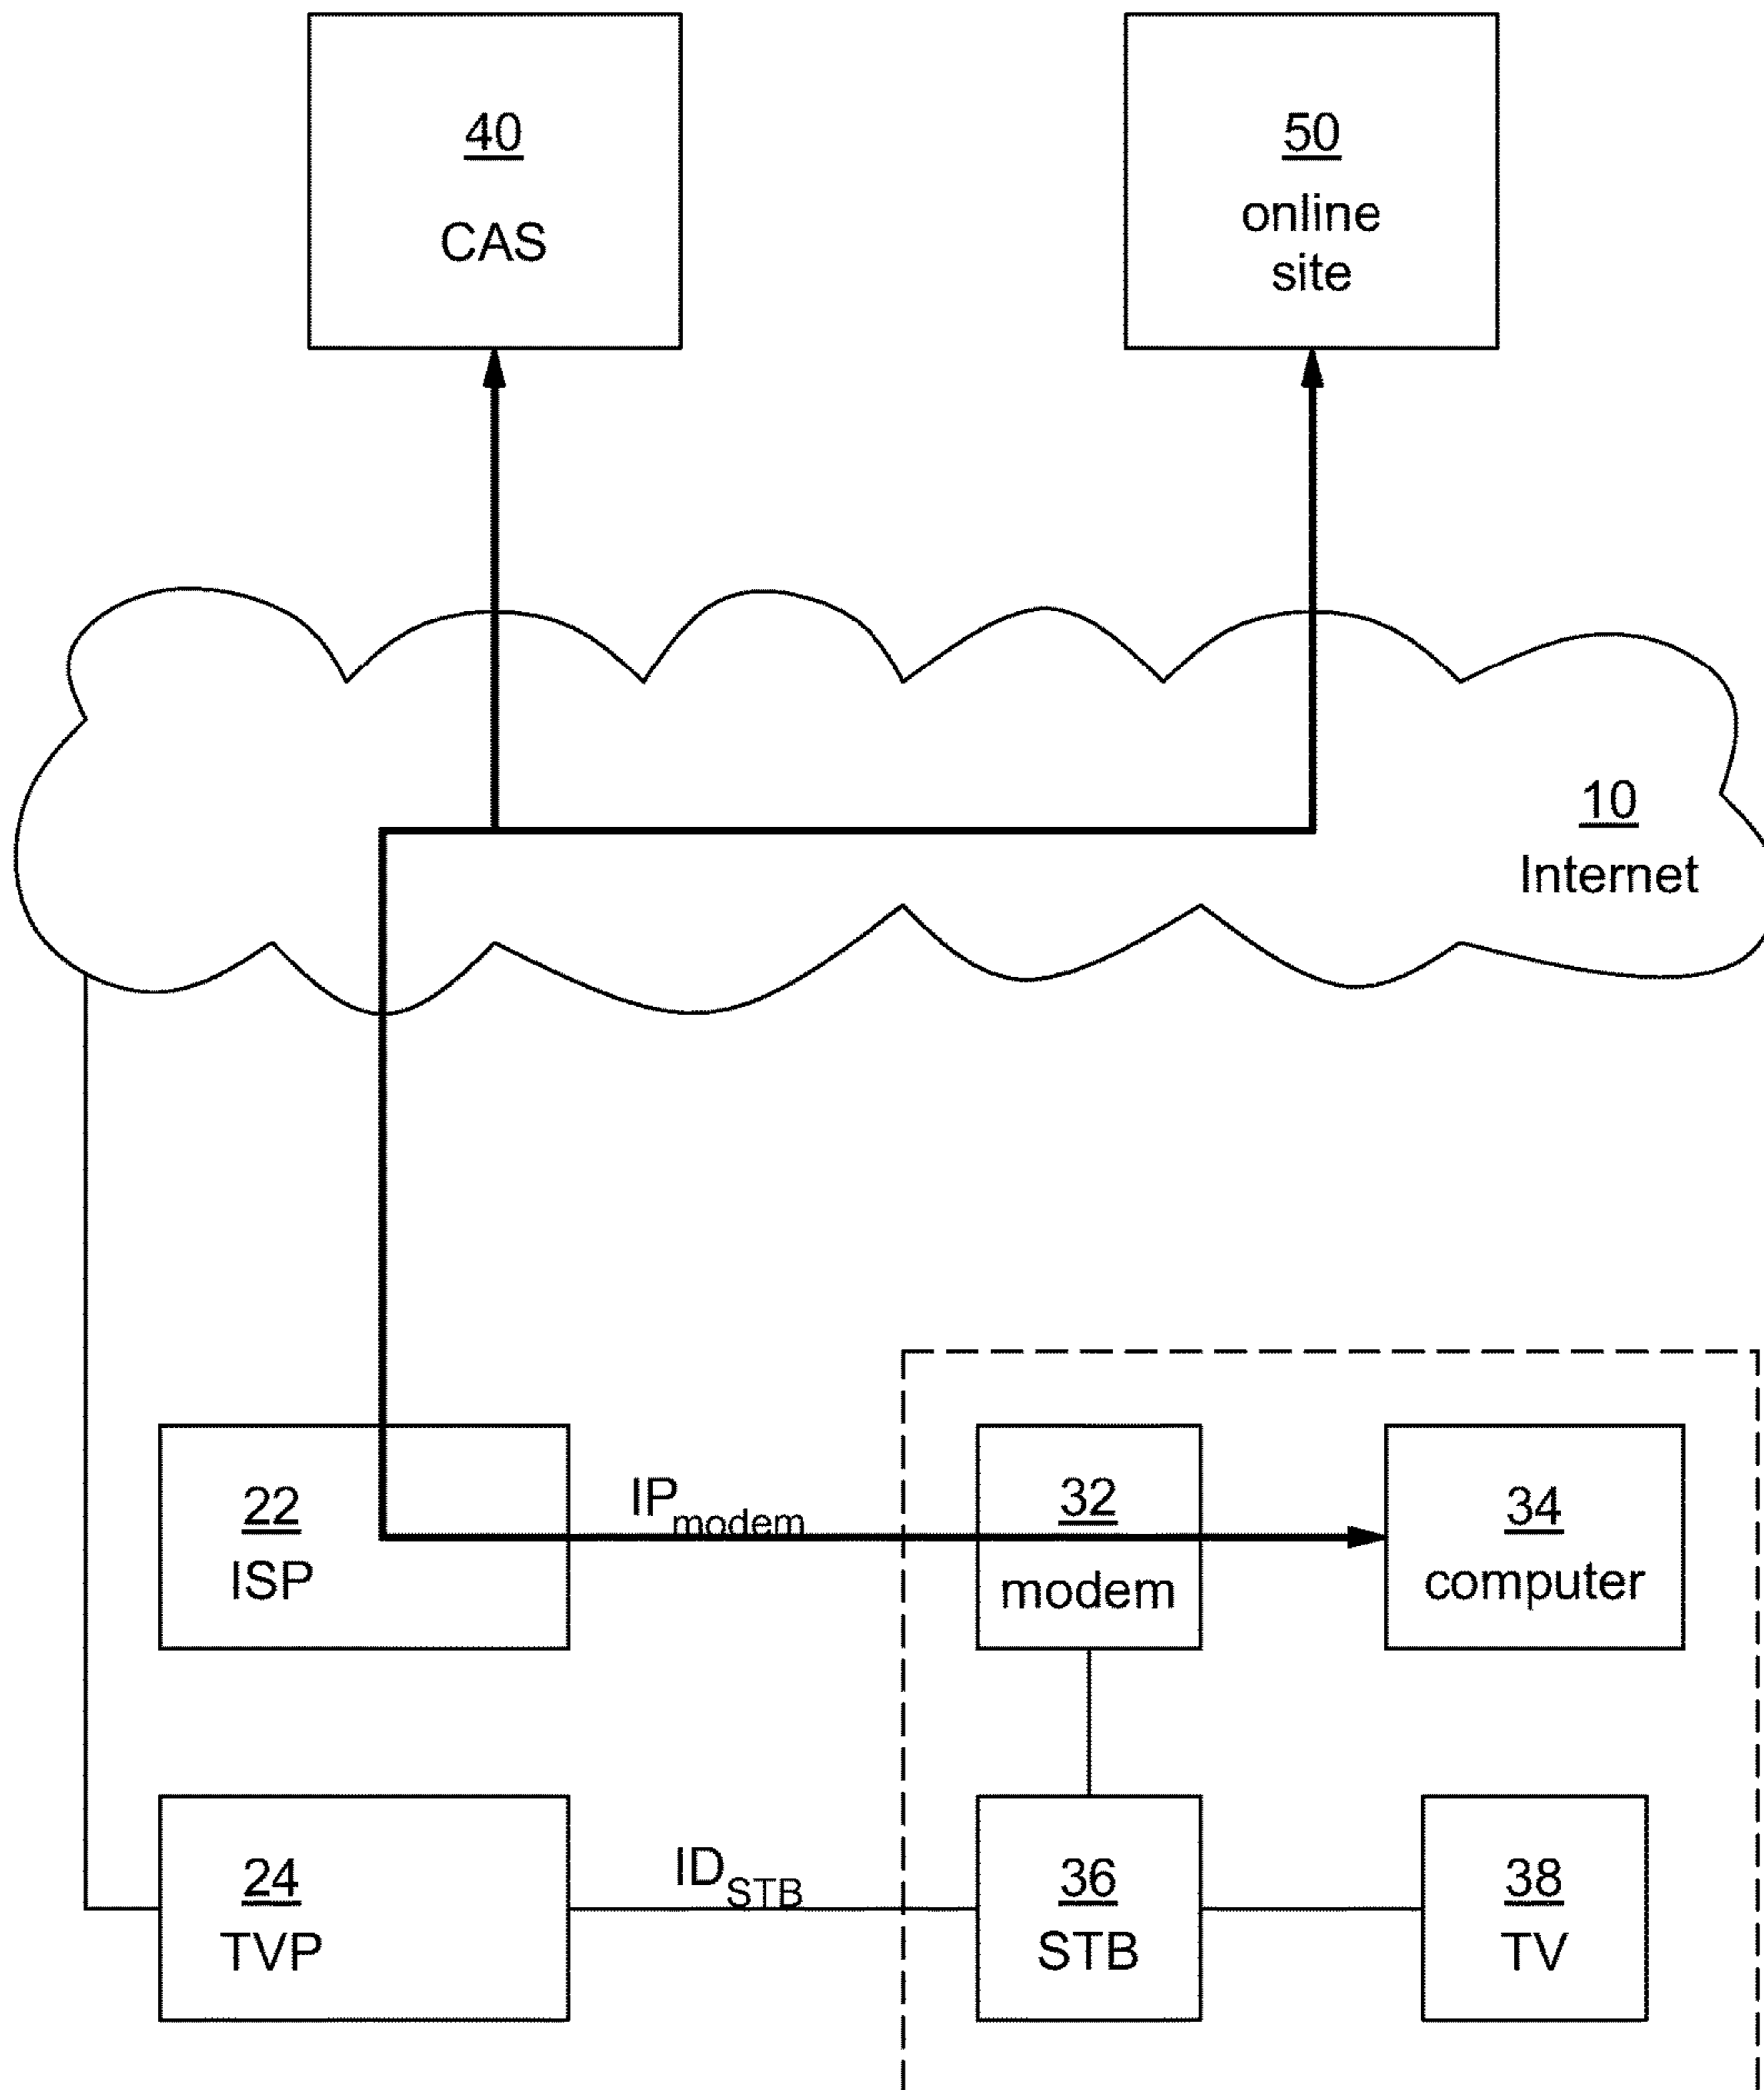 40
CAS
50
online
site
10
Internet
22
ISP
IPmodem
32
modem
34
computer
24
TVP
IDSTB
36
STB
38
TV